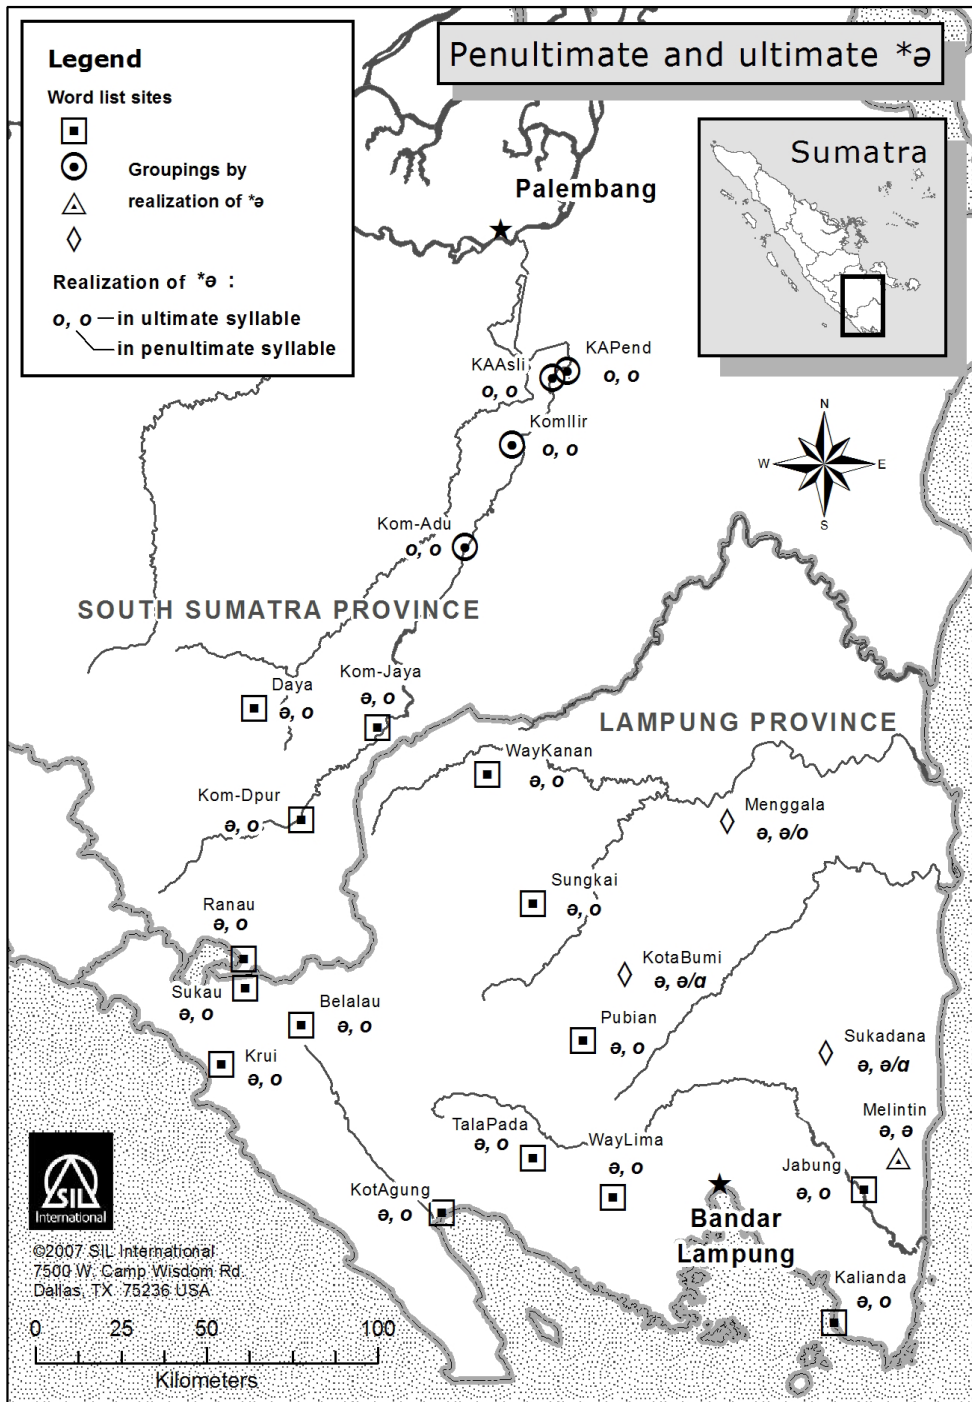 Penultimate and ultimate *ə
Legend
Word list sites
Groupings by
realization of *ə
Realization of *ə :
o, o — in ultimate syllable
in penultimate syllable
Sumatra
Palembang
KAAsli
o, o
KAPend
o, o
KomIlir
o, o
N
W
E
S
Kom-Adu
o, o
SOUTH SUMATRA PROVINCE
Daya
ə, o
Kom-Jaya
ə, o
LAMPUNG PROVINCE
WayKanan
ə, o
Kom-Dpur
ə, o
Menggala
ə, ə/o
Sungkai
ə, o
Ranau
ə, o
KotaBumi
ə, ə/a
Sukau
ə, o
Belalau
ə, o
Pubian
ə, o
Sukadana
ə, ə/a
Krui
ə, o
Melintin
ə, ə
TalaPada
ə, o
WayLima
ə, o
Jabung
ə, o
KotAgung
ə, o
Bandar
Lampung
Kalianda
ə, o
SIL
International
©2007 SIL International
7500 W. Camp Wisdom Rd.
Dallas, TX 75236 USA
0 25 50 100
Kilometers